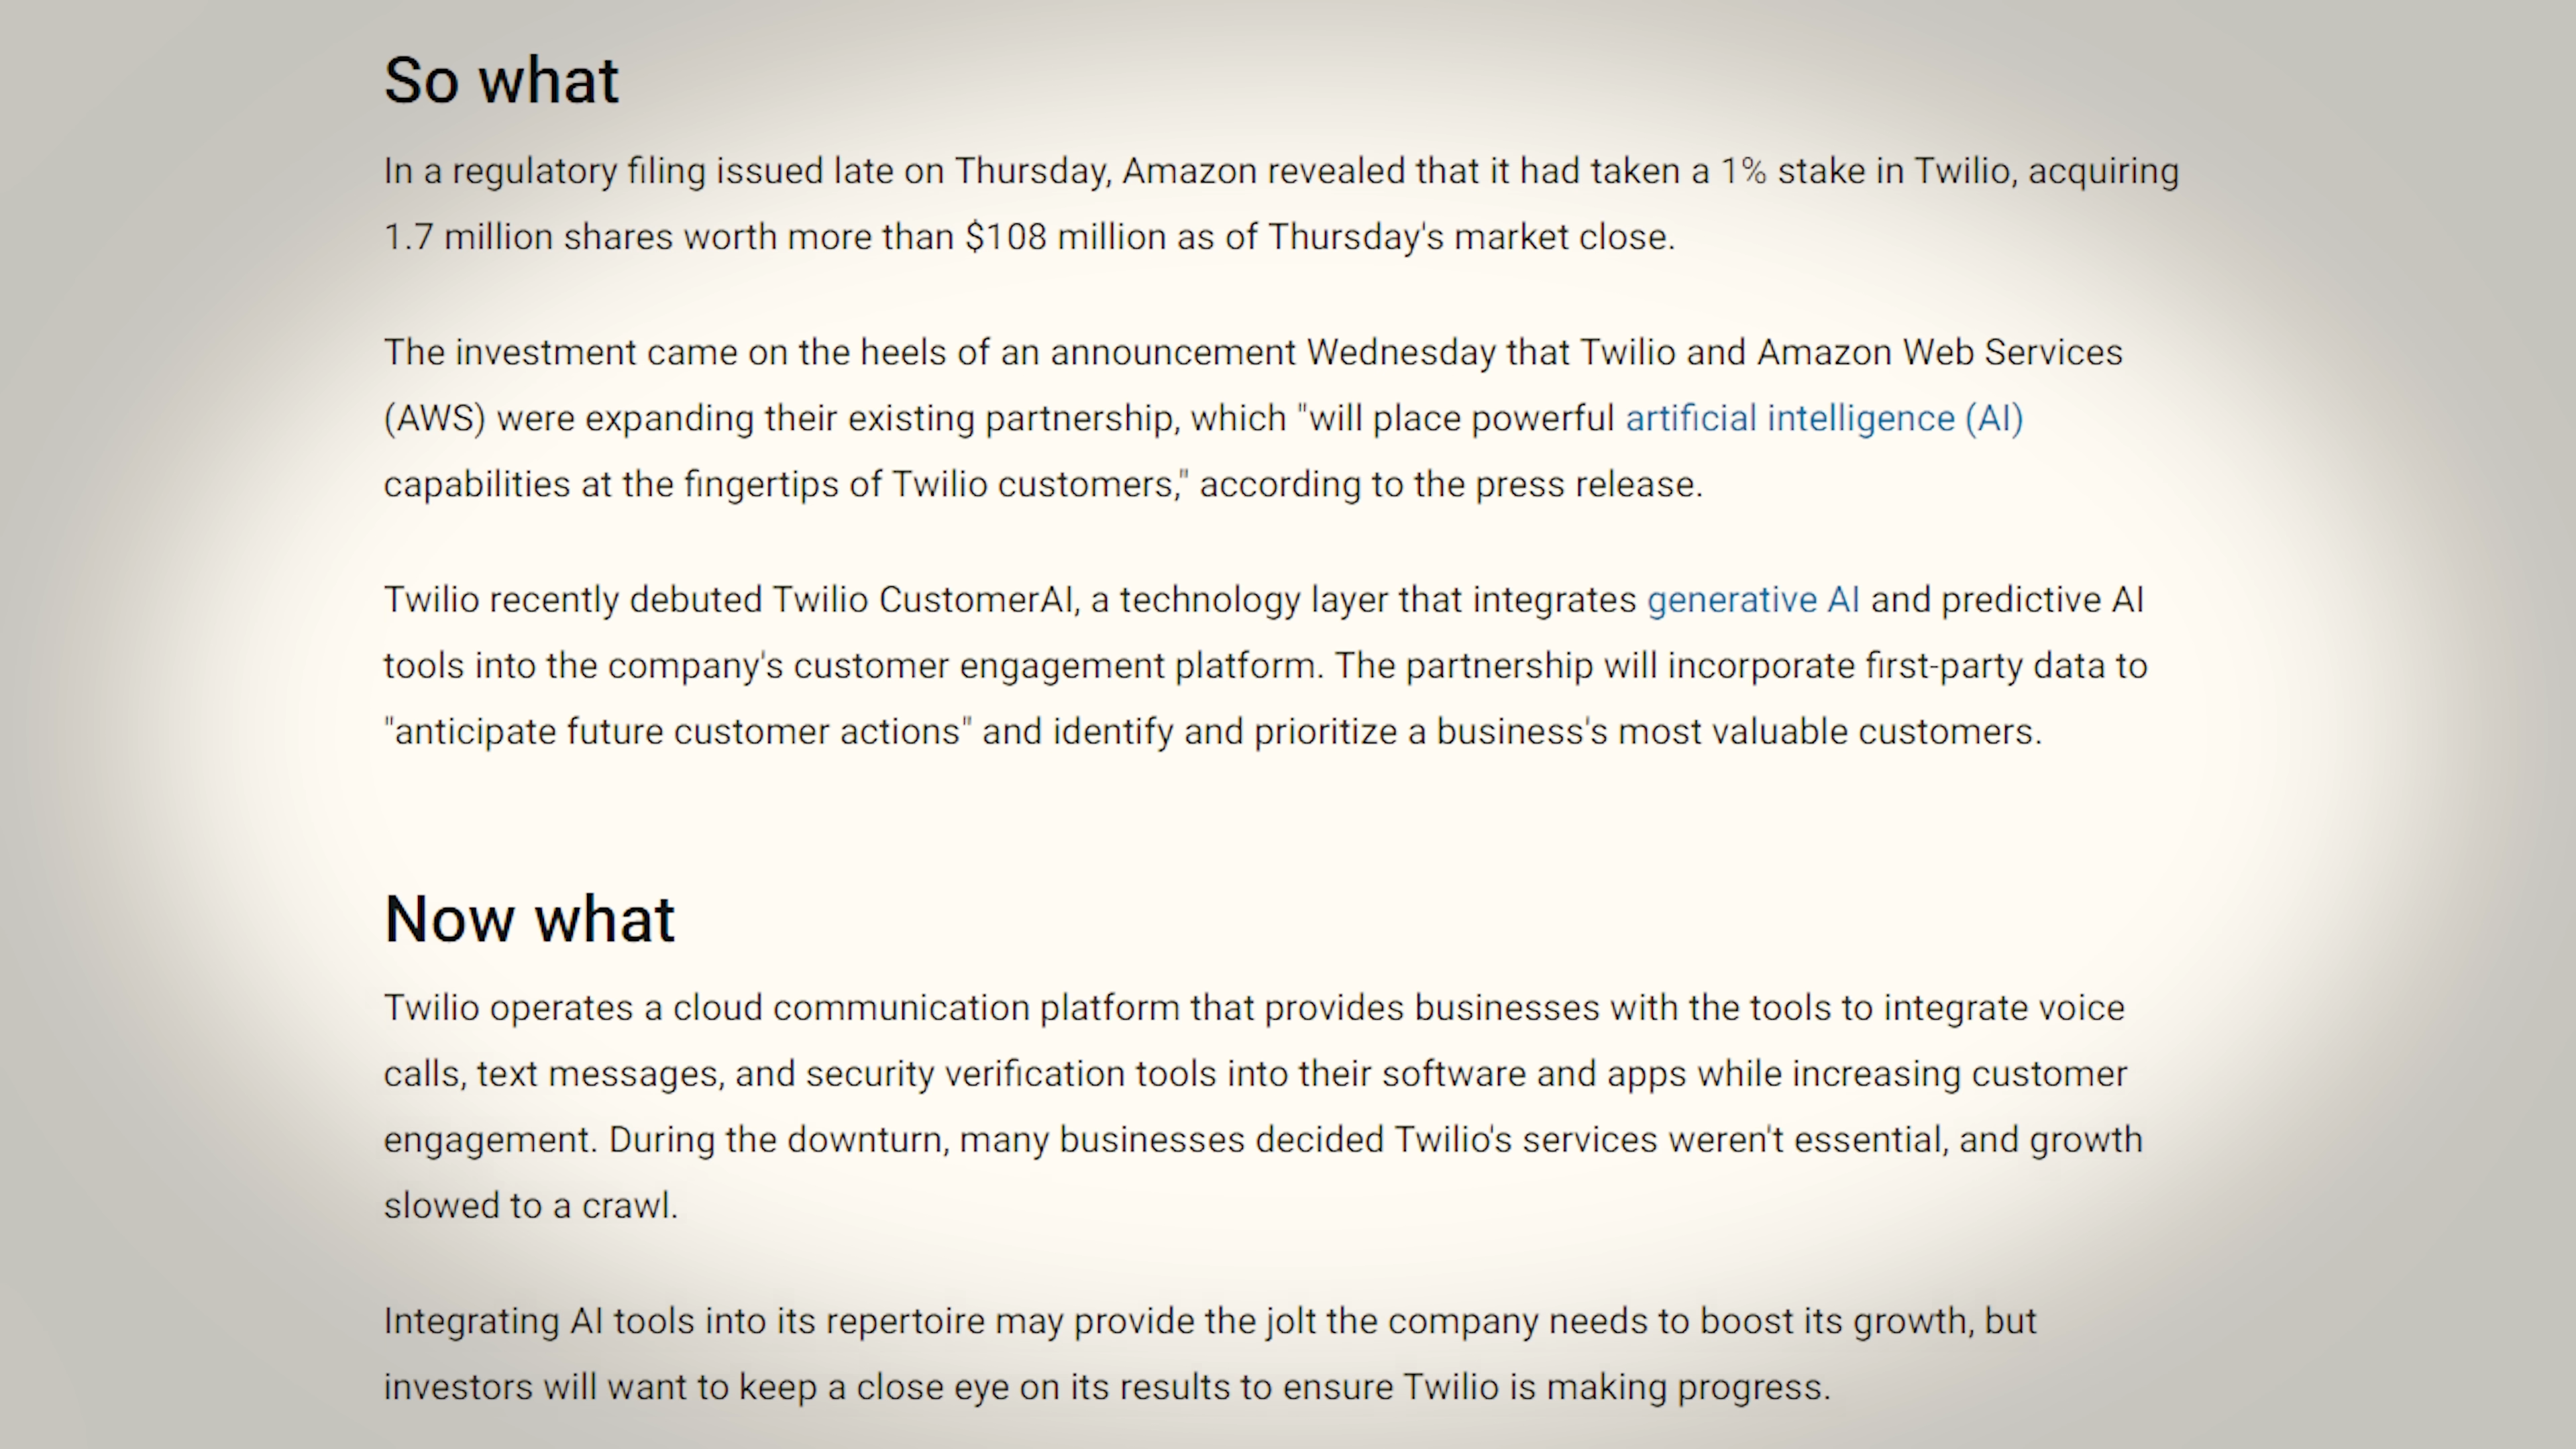 So what
In a regulatory filing issued late on Thursday, Amazon revealed that it had taken a 1% stake in Twilio, acquiring
1.7 million shares worth more than $108 million as of Thursday's market close.
The investment came on the heels of an announcement Wednesday that Twilio and Amazon Web Services
(AWS) were expanding their existing partnership, which "will place powerful artificial intelligence (AI)
capabilities at the fingertips of Twilio customers," according to the press release.
Twilio recently debuted Twilio CustomerAI, a technology layer that integrates generative AI and predictive AI
tools into the company's customer engagement platform. The partnership will incorporate first-party data to
"anticipate future customer actions" and identify and prioritize a business's most valuable customers.
Now what
Twilio operates a cloud communication platform that provides businesses with the tools to integrate voice
calls, text messages, and security verification tools into their software and apps while increasing customer
engagement. During the downturn, many businesses decided Twilio's services weren't essential, and growth
slowed to a crawl.
Integrating AI tools into its repertoire may provide the jolt the company needs to boost its growth, but
investors will want to keep a close eye on its results to ensure Twilio is making progress.